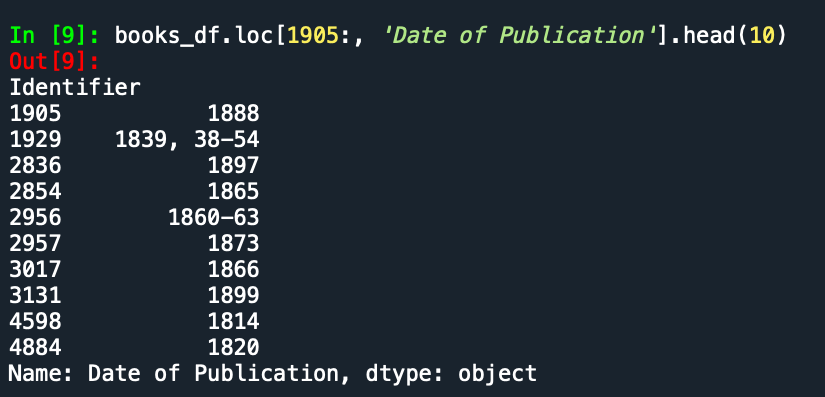 In [9]: books_df.loc[1905:, 'Date of Publication'].head(10)
Out[9]:
Identifier
1905           1888
1929    1839, 38-54
2836           1897
2854           1865
2956        1860-63
2957           1873
3017           1866
3131           1899
4598           1814
4884           1820
Name: Date of Publication, dtype: object